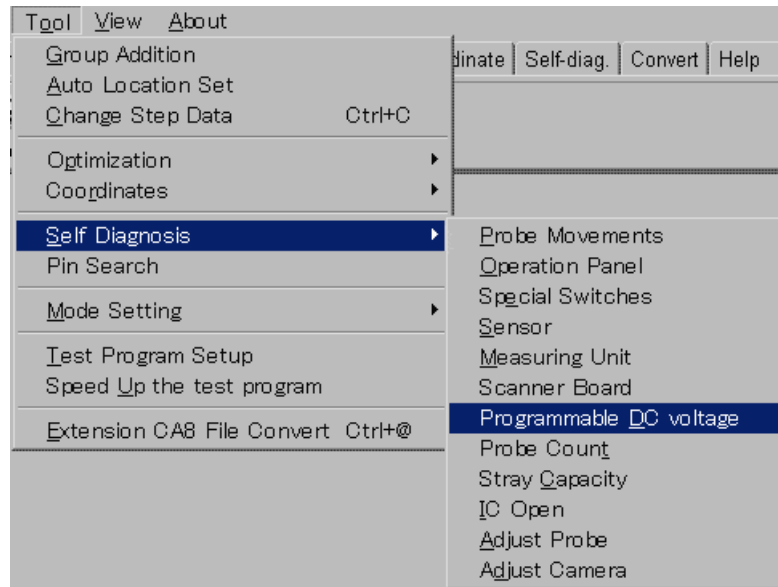 Tool View About
dinate Self-diag. Convert Help
Group Addition
Auto Location Set
Change Step Data Ctrl+C
Optimization
Coordinates
Self Diagnosis
Pin Search
Mode Setting
Test Program Setup
Speed Up the test program
Extension CA8 File Convert Ctrl+@
Probe Movements
Operation Panel
Special Switches
Sensor
Measuring Unit
Scanner Board
Programmable DC voltage
Probe Count
Stray Capacity
IC Open
Adjust Probe
Adjust Camera